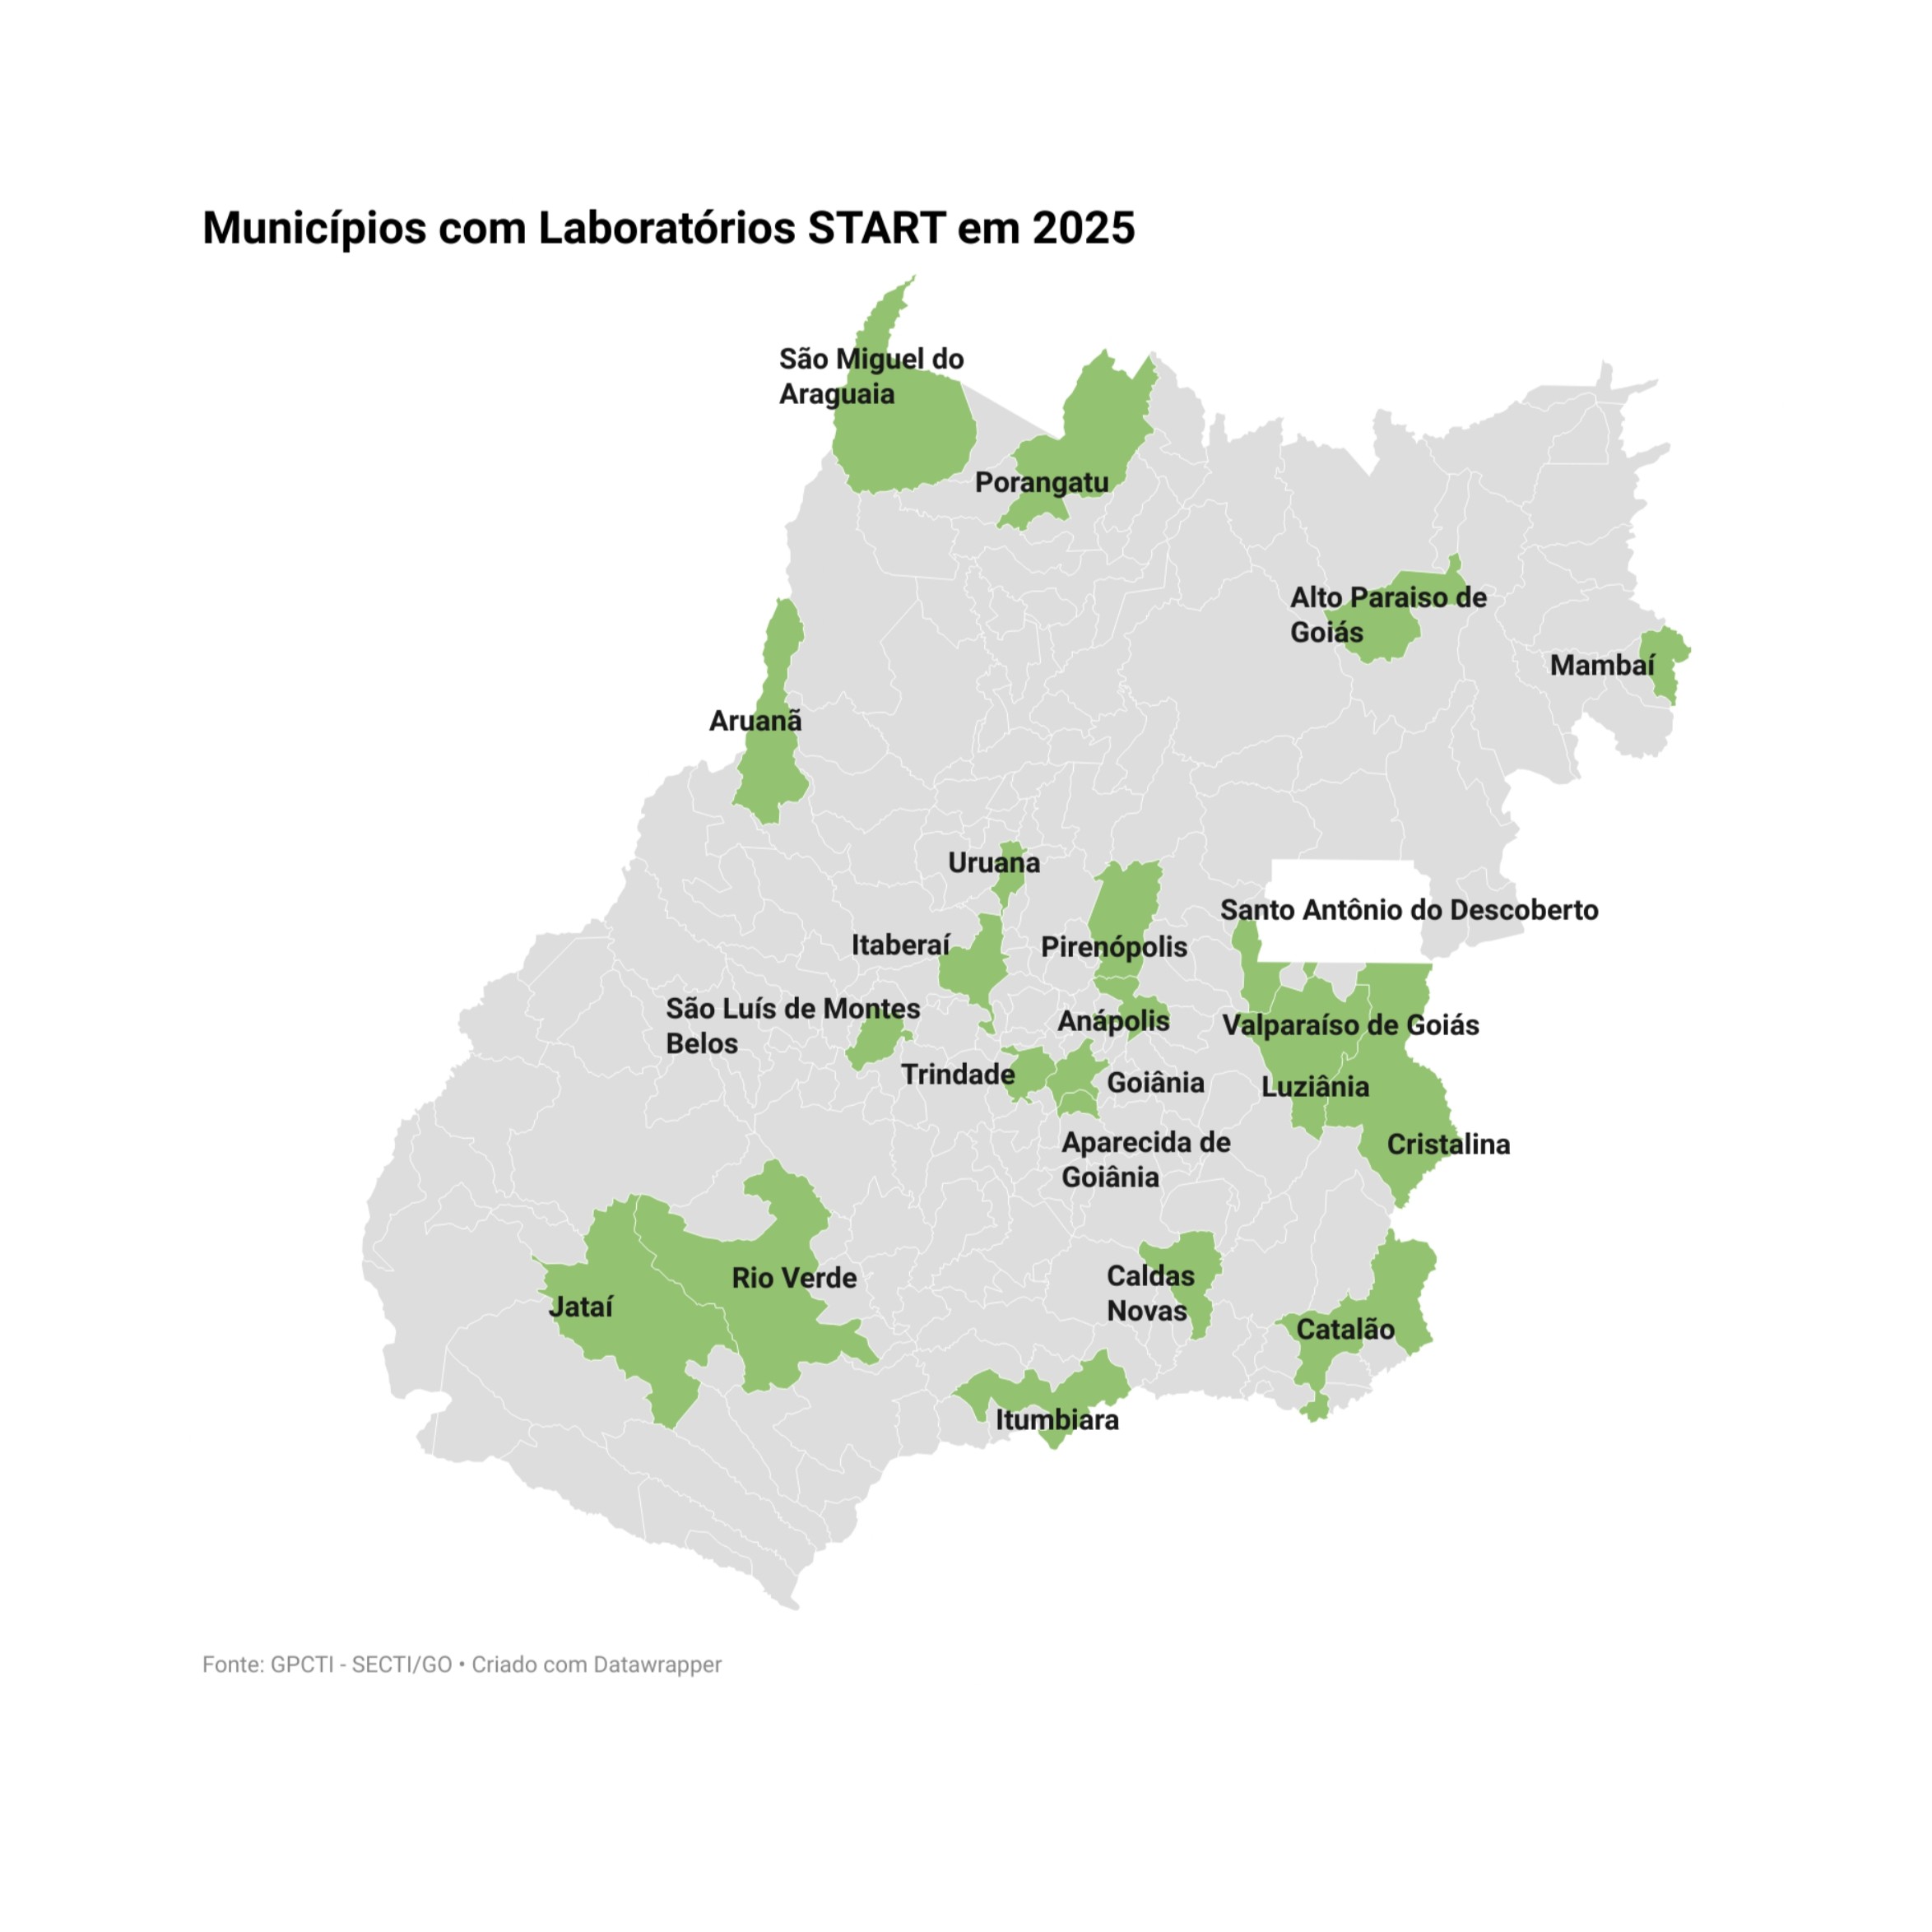 Municípios com Laboratórios START em 2025
São Miguel do
Araguaia
Porangatu
Alto Paraiso de
Goiás
Mambaí
Aruanã
Uruana
Santo Antônio do Descoberto
Itaberaí
Pirenópolis
São Luís de Montes
Belos
Anápolis
Valparaíso de Goiás
Trindade
Goiânia
Luziânia
Aparecida de
Goiânia
Cristalina
Rio Verde
Caldas
Novas
Jataí
Catalão
Itumbiara
Fonte: GPCTI - SECTI/GO • Criado com Datawrapper